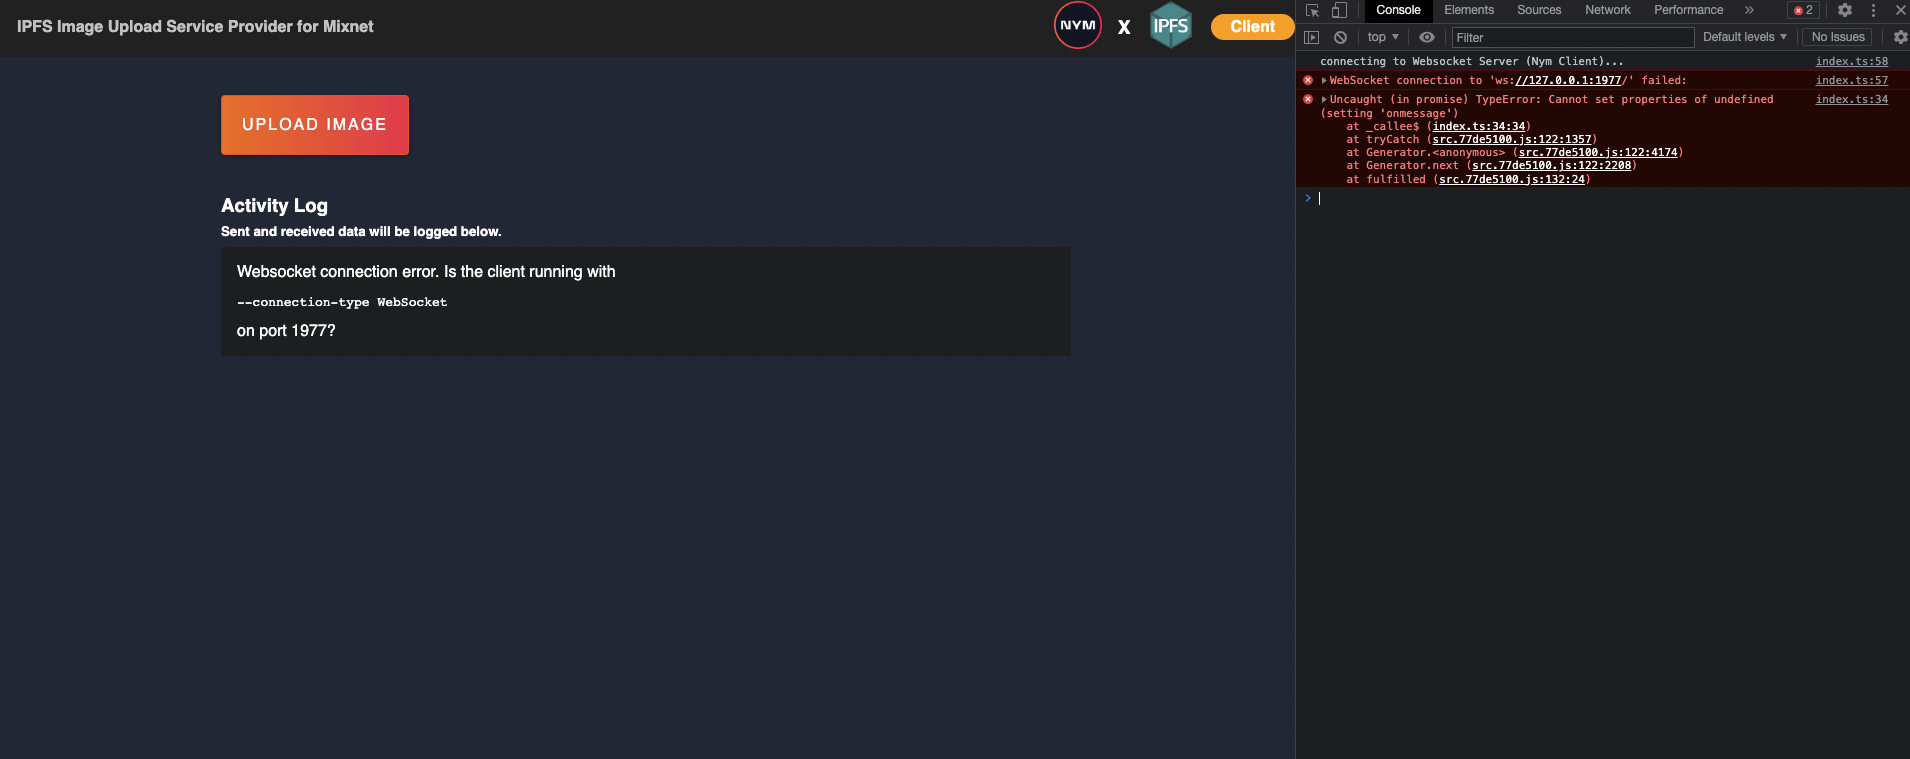 IPFS Image Upload Service Provider for Mixnet
NYM X IPFS Client
UPLOAD IMAGE
Activity Log
Sent and received data will be logged below.
Websocket connection error. Is the client running with
--connection-type WebSocket
on port 1977?
Console Elements Sources Network Performance » 2
top Filter Default levels No Issues
connecting to Websocket Server (Nym Client)... index.ts:58
WebSocket connection to 'ws://127.0.0.1:1977/' failed: index.ts:57
Uncaught (in promise) TypeError: Cannot set properties of undefined index.ts:34
(setting 'onmessage')
at _callee$ (index.ts:34:34)
at tryCatch (src.77de5100.js:122:1357)
at Generator.<anonymous> (src.77de5100.js:122:4174)
at Generator.next (src.77de5100.js:122:2208)
at fulfilled (src.77de5100.js:132:24)